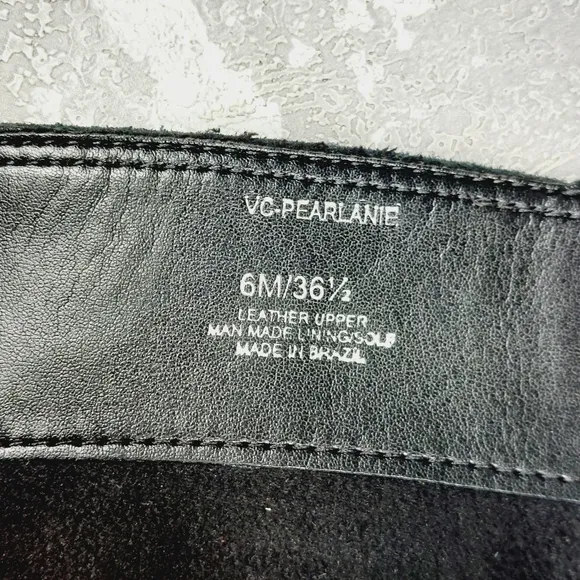 VC-PEARLANIE
6M/36½
LEATHER UPPER
MAN MADE LINING/SOLE
MADE IN BRAZIL